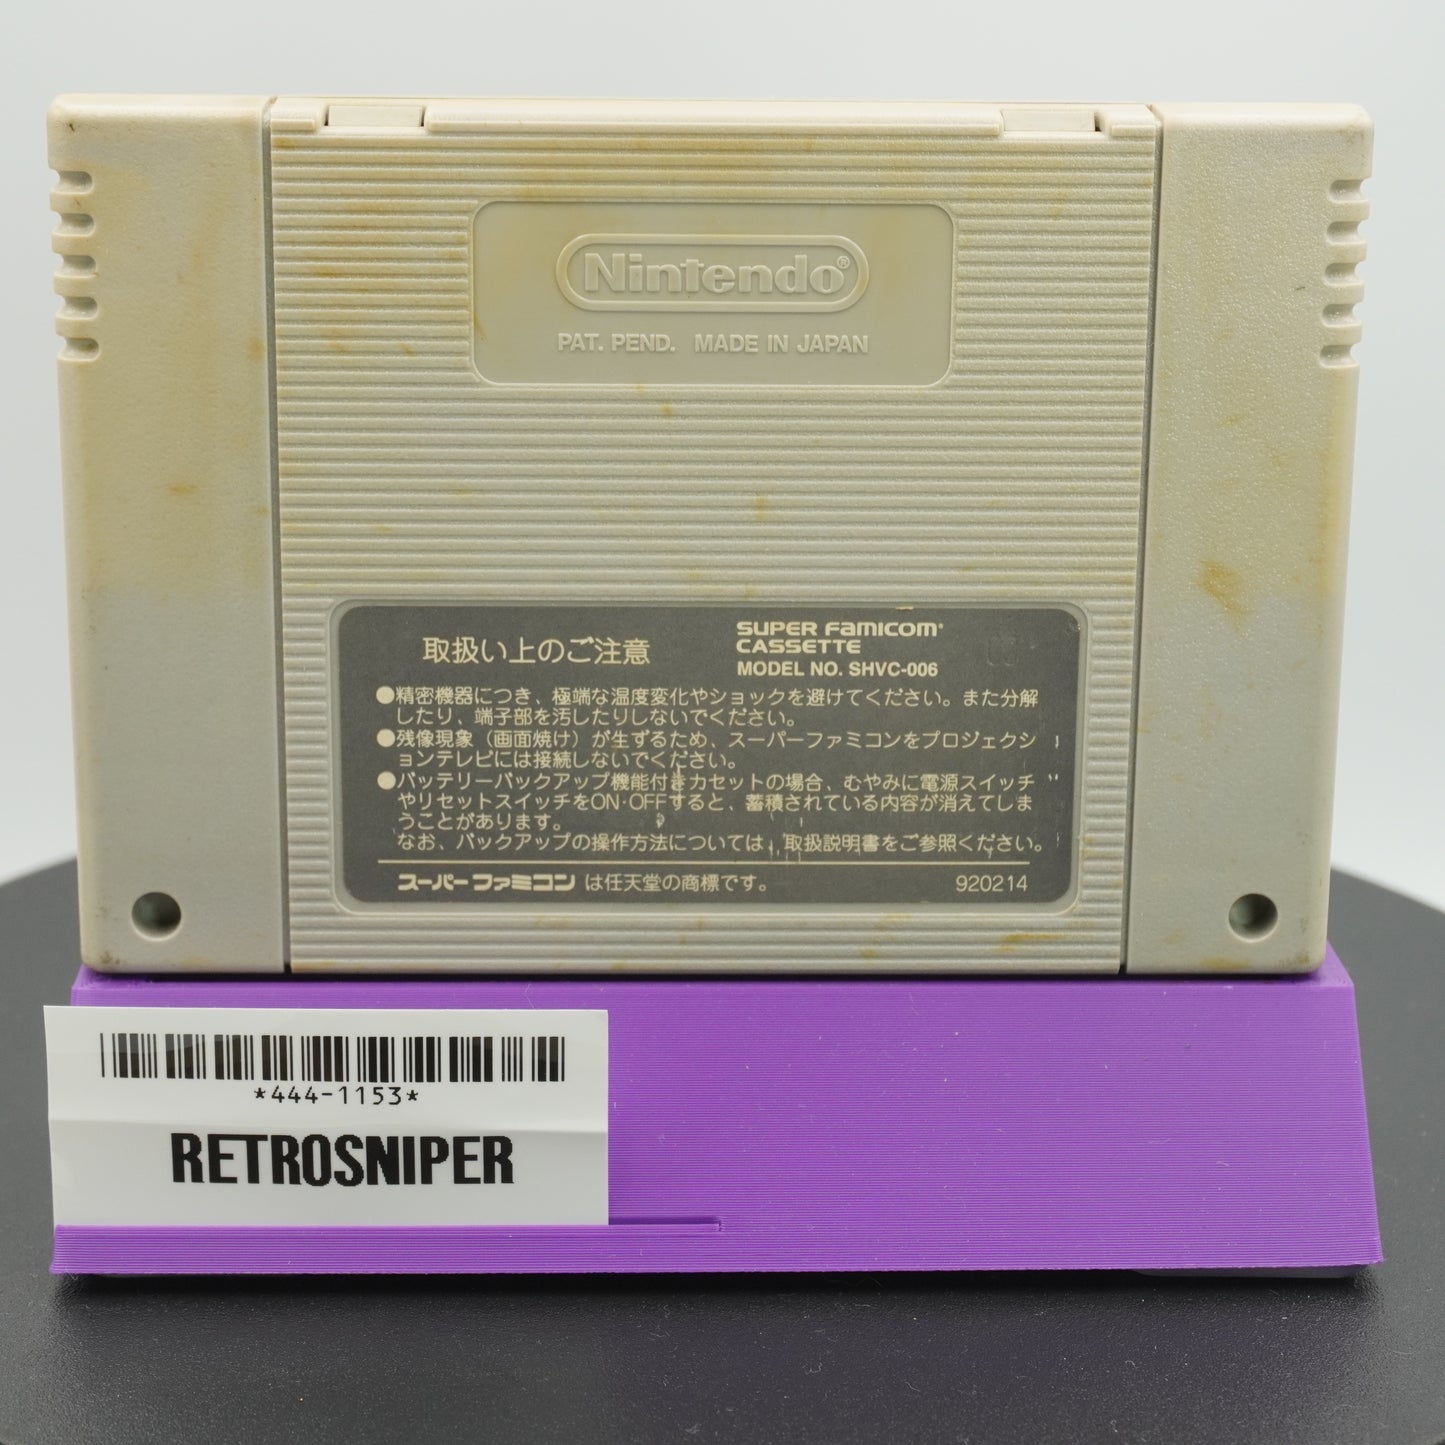 Nintendo®
PAT. PEND. MADE IN JAPAN
取扱い上のご注意
SUPER FAMICOM®
CASSETTE
MODEL NO. SHVC-006
●精密機器につき、極端な温度変化やショックを避けてください。また分解
したり、端子部を汚したりしないでください。
●残像現象（画面焼け）が生ずるため、スーパーファミコンをプロジェクシ
ョンテレビには接続しないでください。
●バッテリーバックアップ機能付きカセットの場合、むやみに電源スイッチ
やリセットスイッチをON·OFFすると、蓄積されている内容が消えてしま
うことがあります。
なお、バックアップの操作方法については、取扱説明書をご参照ください。
スーパーファミコン は任天堂の商標です。
920214
*444-1153*
RETROSNIPER